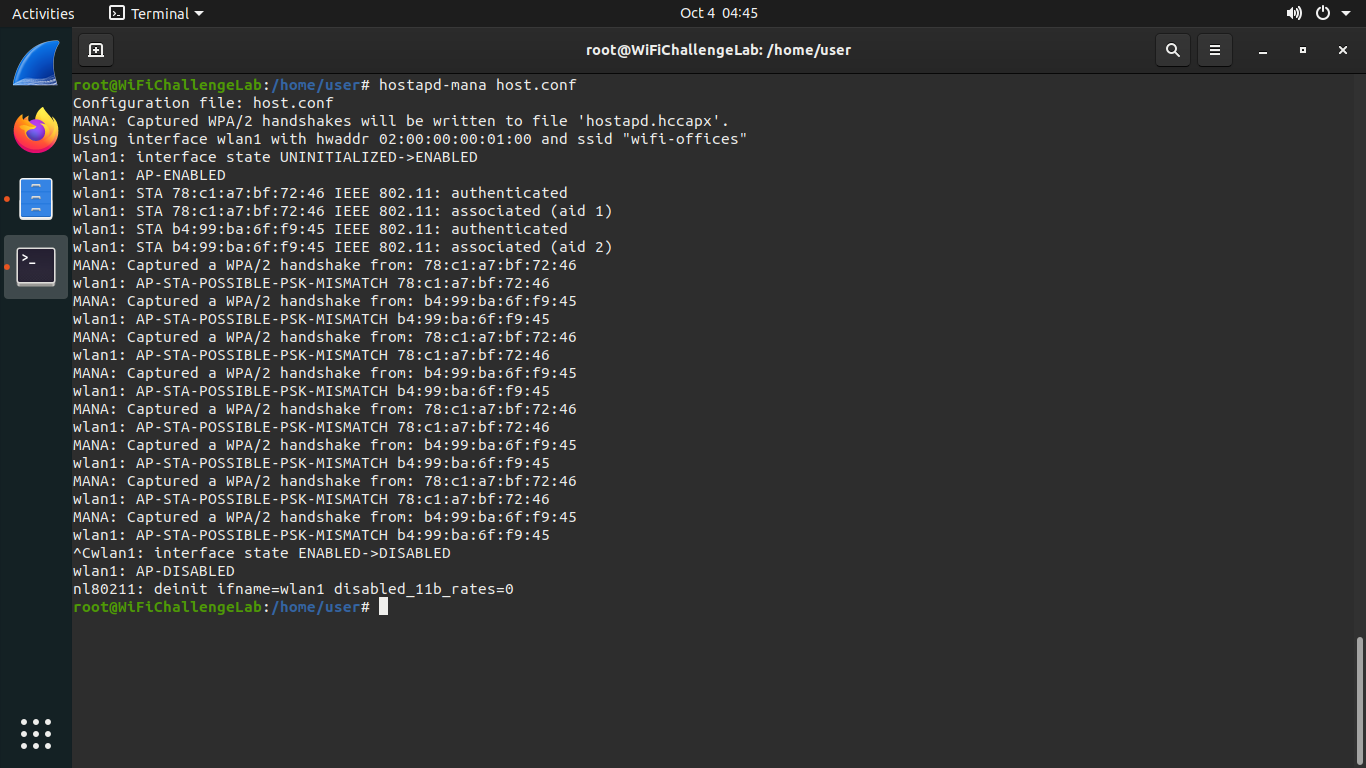 Activities Terminal Oct 4 04:45
root@WiFiChallengeLab: /home/user
root@WiFiChallengeLab:/home/user# hostapd-mana host.conf
Configuration file: host.conf
MANA: Captured WPA/2 handshakes will be written to file 'hostapd.hccapx'.
Using interface wlan1 with hwaddr 02:00:00:00:01:00 and ssid "wifi-offices"
wlan1: interface state UNINITIALIZED->ENABLED
wlan1: AP-ENABLED
wlan1: STA 78:c1:a7:bf:72:46 IEEE 802.11: authenticated
wlan1: STA 78:c1:a7:bf:72:46 IEEE 802.11: associated (aid 1)
wlan1: STA b4:99:ba:6f:f9:45 IEEE 802.11: authenticated
wlan1: STA b4:99:ba:6f:f9:45 IEEE 802.11: associated (aid 2)
MANA: Captured a WPA/2 handshake from: 78:c1:a7:bf:72:46
wlan1: AP-STA-POSSIBLE-PSK-MISMATCH 78:c1:a7:bf:72:46
MANA: Captured a WPA/2 handshake from: b4:99:ba:6f:f9:45
wlan1: AP-STA-POSSIBLE-PSK-MISMATCH b4:99:ba:6f:f9:45
MANA: Captured a WPA/2 handshake from: 78:c1:a7:bf:72:46
wlan1: AP-STA-POSSIBLE-PSK-MISMATCH 78:c1:a7:bf:72:46
MANA: Captured a WPA/2 handshake from: b4:99:ba:6f:f9:45
wlan1: AP-STA-POSSIBLE-PSK-MISMATCH b4:99:ba:6f:f9:45
MANA: Captured a WPA/2 handshake from: 78:c1:a7:bf:72:46
wlan1: AP-STA-POSSIBLE-PSK-MISMATCH 78:c1:a7:bf:72:46
MANA: Captured a WPA/2 handshake from: b4:99:ba:6f:f9:45
wlan1: AP-STA-POSSIBLE-PSK-MISMATCH b4:99:ba:6f:f9:45
MANA: Captured a WPA/2 handshake from: 78:c1:a7:bf:72:46
wlan1: AP-STA-POSSIBLE-PSK-MISMATCH 78:c1:a7:bf:72:46
MANA: Captured a WPA/2 handshake from: b4:99:ba:6f:f9:45
wlan1: AP-STA-POSSIBLE-PSK-MISMATCH b4:99:ba:6f:f9:45
^Cwlan1: interface state ENABLED->DISABLED
wlan1: AP-DISABLED
nl80211: deinit ifname=wlan1 disabled_11b_rates=0
root@WiFiChallengeLab:/home/user#